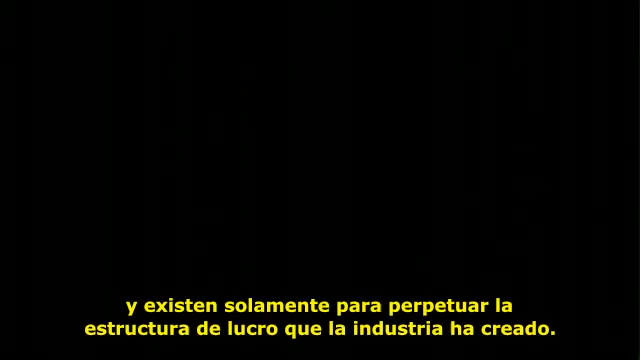 y existen solamente para perpetuar la
estructura de lucro que la industria ha creado.